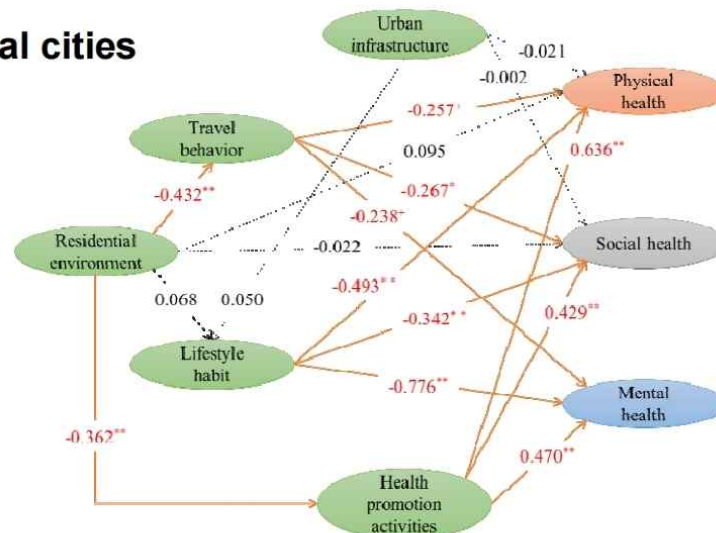 al cities
Urban
infrastructure
-0.021
-0.002
Physical
health
-0.257
Travel
behavior
0.095
0.636**
-0.432**
-0.267*
-0.238
Residential
environment
-0.022
Social health
0.068
0.050
-0.493**
0.429**
-0.342**
Lifestyle
habit
-0.776**
Mental
health
-0.362**
0.470**
Health
promotion
activities